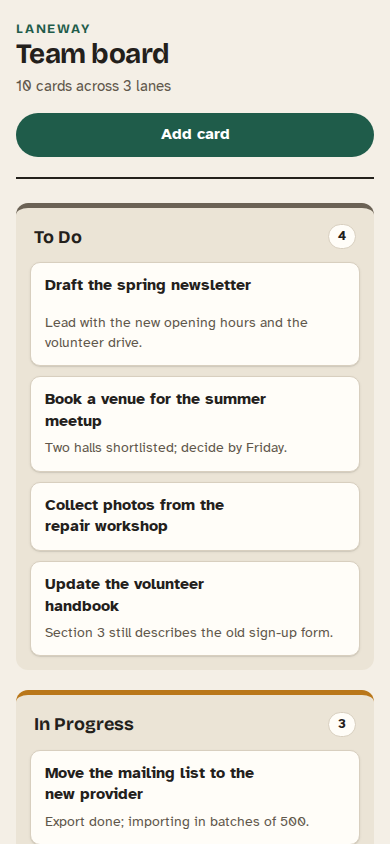 LANEWAY
Team board
10 cards across 3 lanes
Add card
To Do
4
Draft the spring newsletter
Lead with the new opening hours and the
volunteer drive.
Book a venue for the summer
meetup
Two halls shortlisted; decide by Friday.
Collect photos from the
repair workshop
Update the volunteer
handbook
Section 3 still describes the old sign-up form.
In Progress
3
Move the mailing list to the
new provider
Export done; importing in batches of 500.